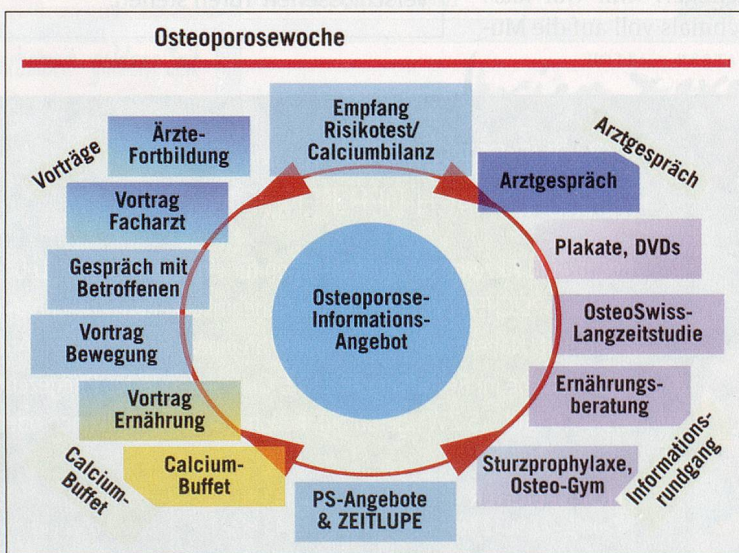 Osteoporosewoche
Empfang
Risikotest/
Calciumbilanz
Arztgespräch
Arztgespräch
Plakate, DVDs
OsteoSwiss-
Langzeitstudie
Ernährungs-
beratung
Sturzprophylaxe,
Osteo-Gym
Informations-
rundgang
PS-Angebote
& ZEITLUPE
Calcium-
Buffet
Calcium-
Buffet
Vortrag
Ernährung
Vortrag
Bewegung
Gespräch mit
Betroffenen
Vortrag
Facharzt
Ärzte-
Fortbildung
Vorträge
Osteoporose-
Informations-
Angebot